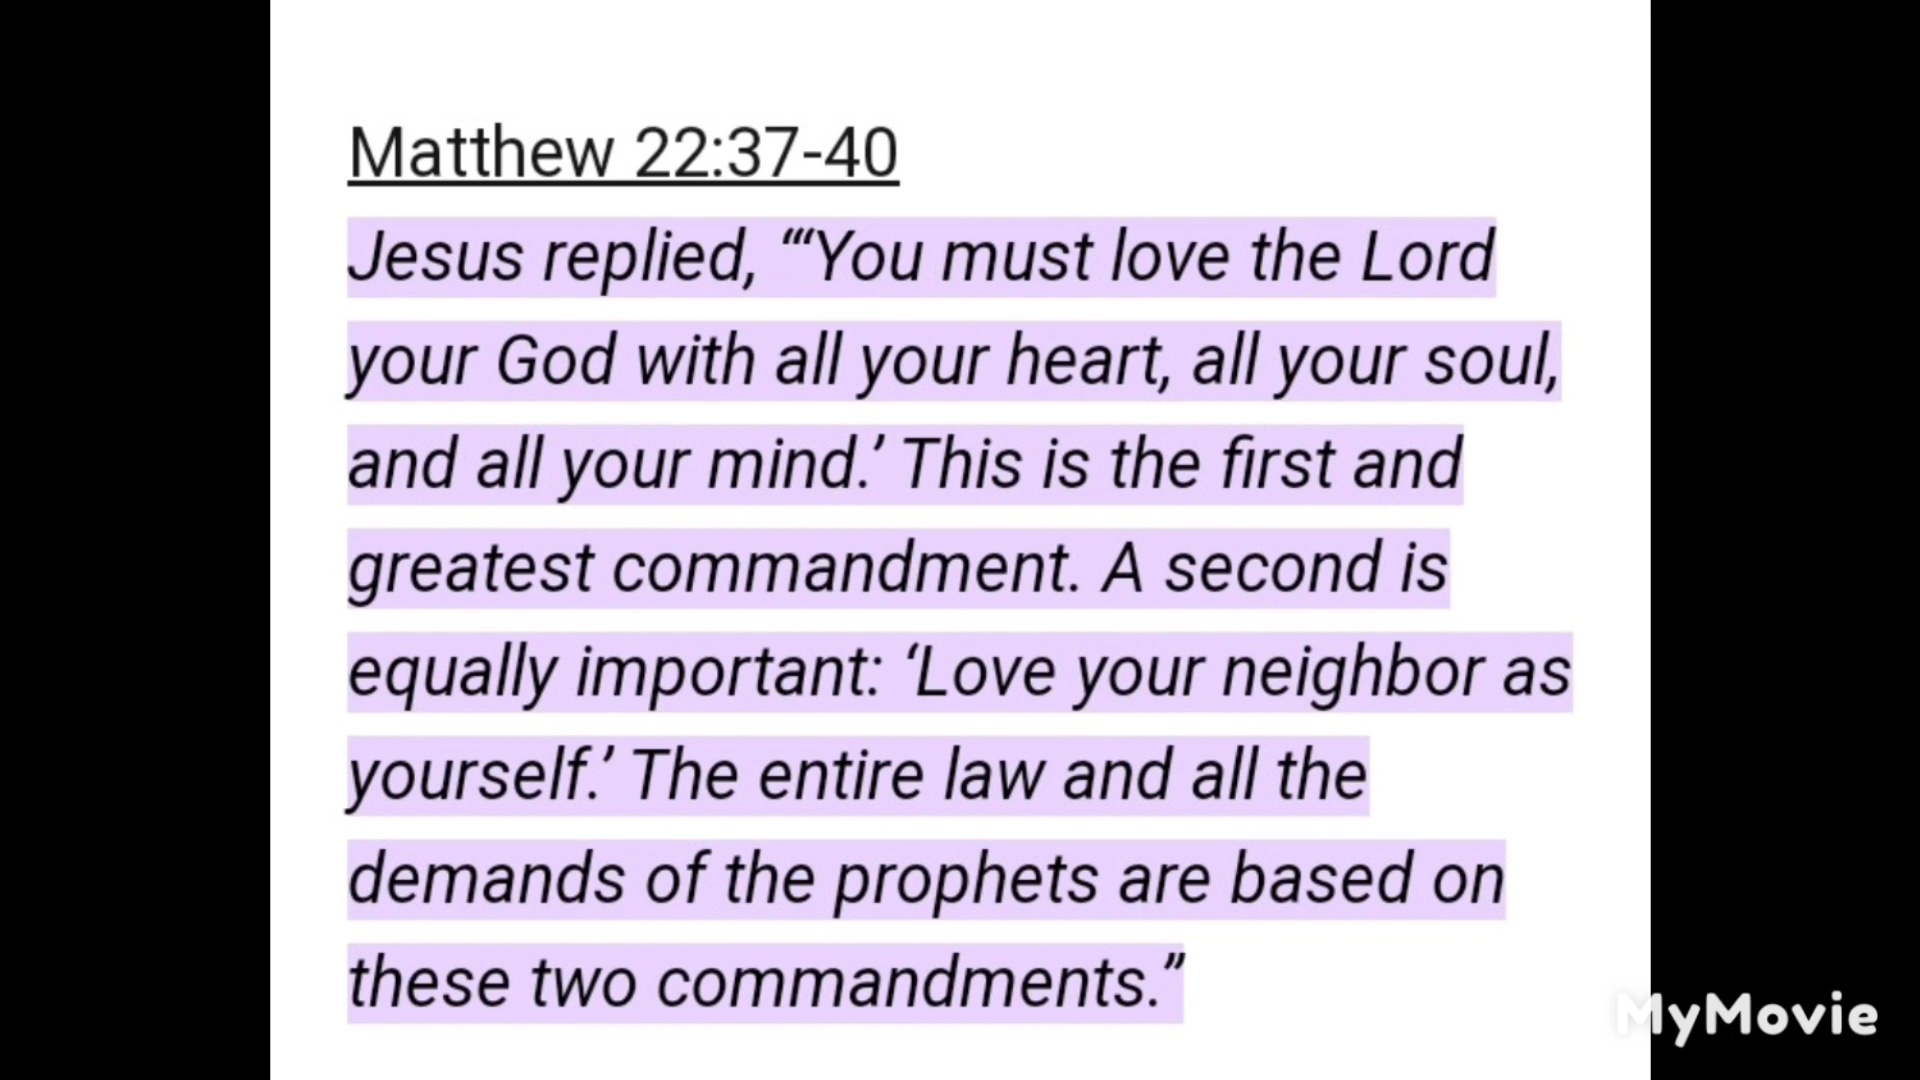 Matthew 22:37-40
Jesus replied, “‘You must love the Lord
your God with all your heart, all your soul,
and all your mind.’ This is the first and
greatest commandment. A second is
equally important: ‘Love your neighbor as
yourself.’ The entire law and all the
demands of the prophets are based on
these two commandments.”
MyMovie